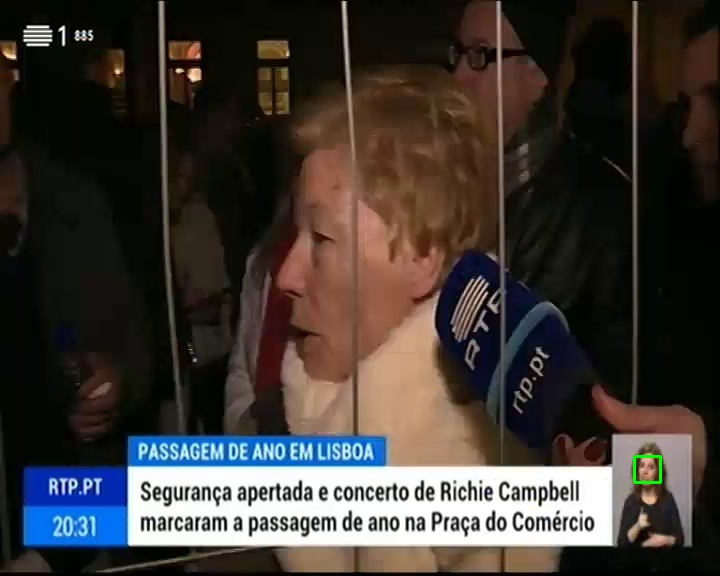 1 885
RTP
rtp.pt
PASSAGEM DE ANO EM LISBOA
RTP.PT
20:31
Segurança apertada e concerto de Richie Campbell
marcaram a passagem de ano na Praça do Comércio